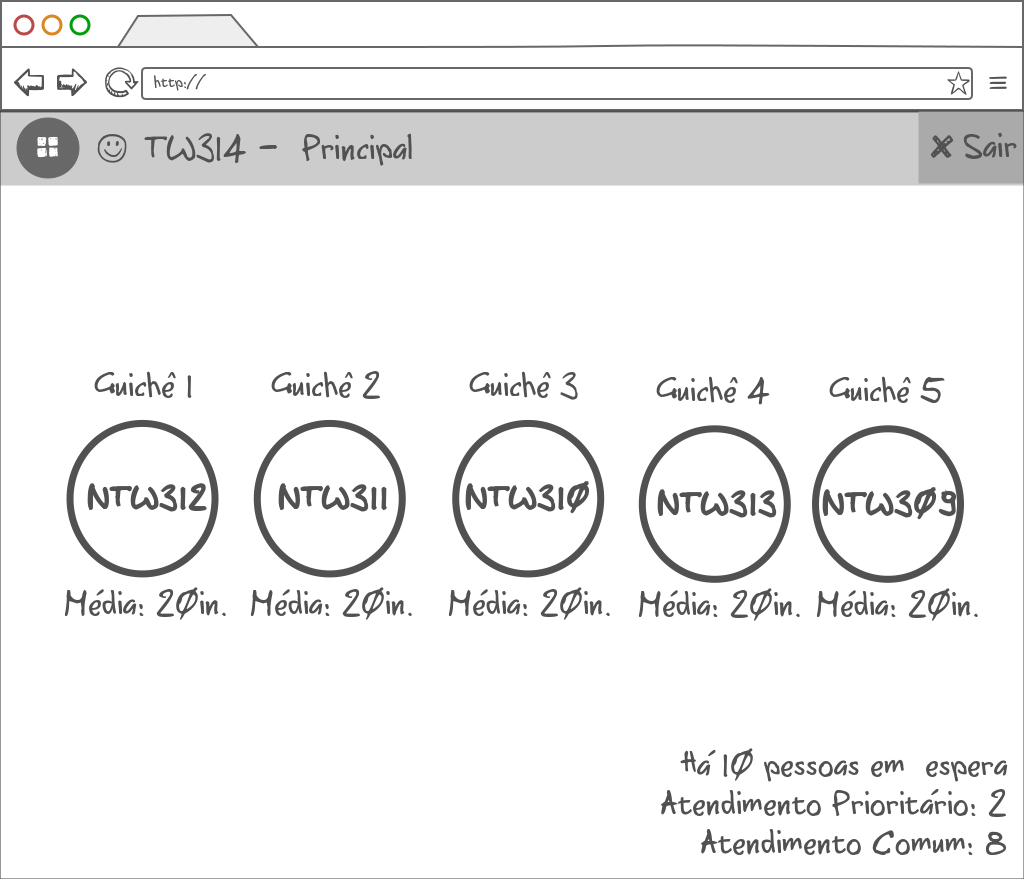 http://
TW314 - Principal
Sair
Guichê 1 Guichê 2 Guichê 3 Guichê 4 Guichê 5
NTW312 NTW311 NTW310 NTW313 NTW309
Média: 20in. Média: 20in. Média: 20in. Média: 20in. Média: 20in.
Há 10 pessoas em espera
Atendimento Prioritário: 2
Atendimento Comum: 8